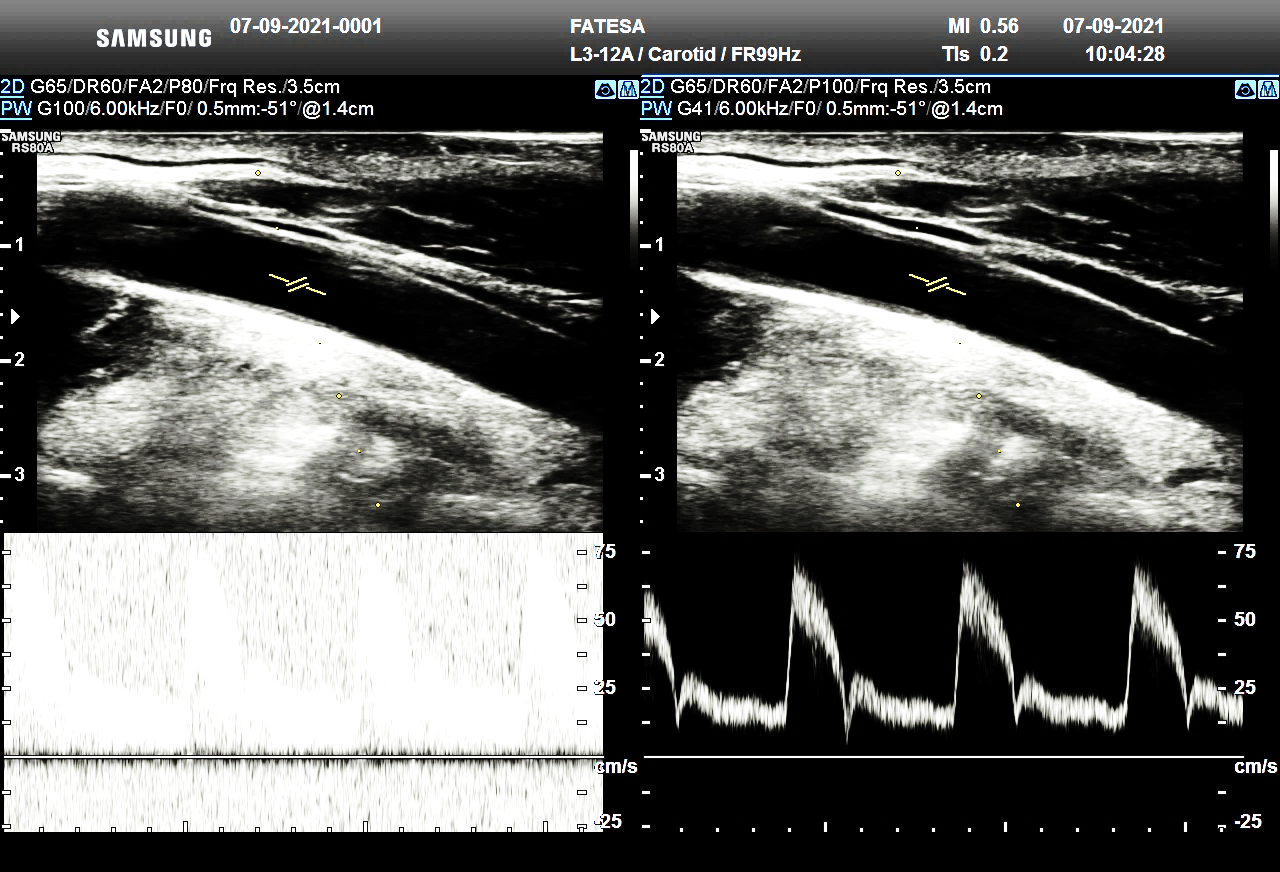 SAMSUNG 07-09-2021-0001 FATESA MI 0.56 07-09-2021
L3-12A / Carotid / FR99Hz TIs 0.2 10:04:28
2D G65/DR60/FA2/P80/Frq Res./3.5cm
PW G100/6.00kHz/F0/ 0.5mm:-51°/@1.4cm
SAMSUNG
RS80A
1
2
3
75
50
25
cm/s
-25
2D G65/DR60/FA2/P100/Frq Res./3.5cm
PW G41/6.00kHz/F0/ 0.5mm:-51°/@1.4cm
SAMSUNG
RS80A
1
2
3
75
50
25
cm/s
-25